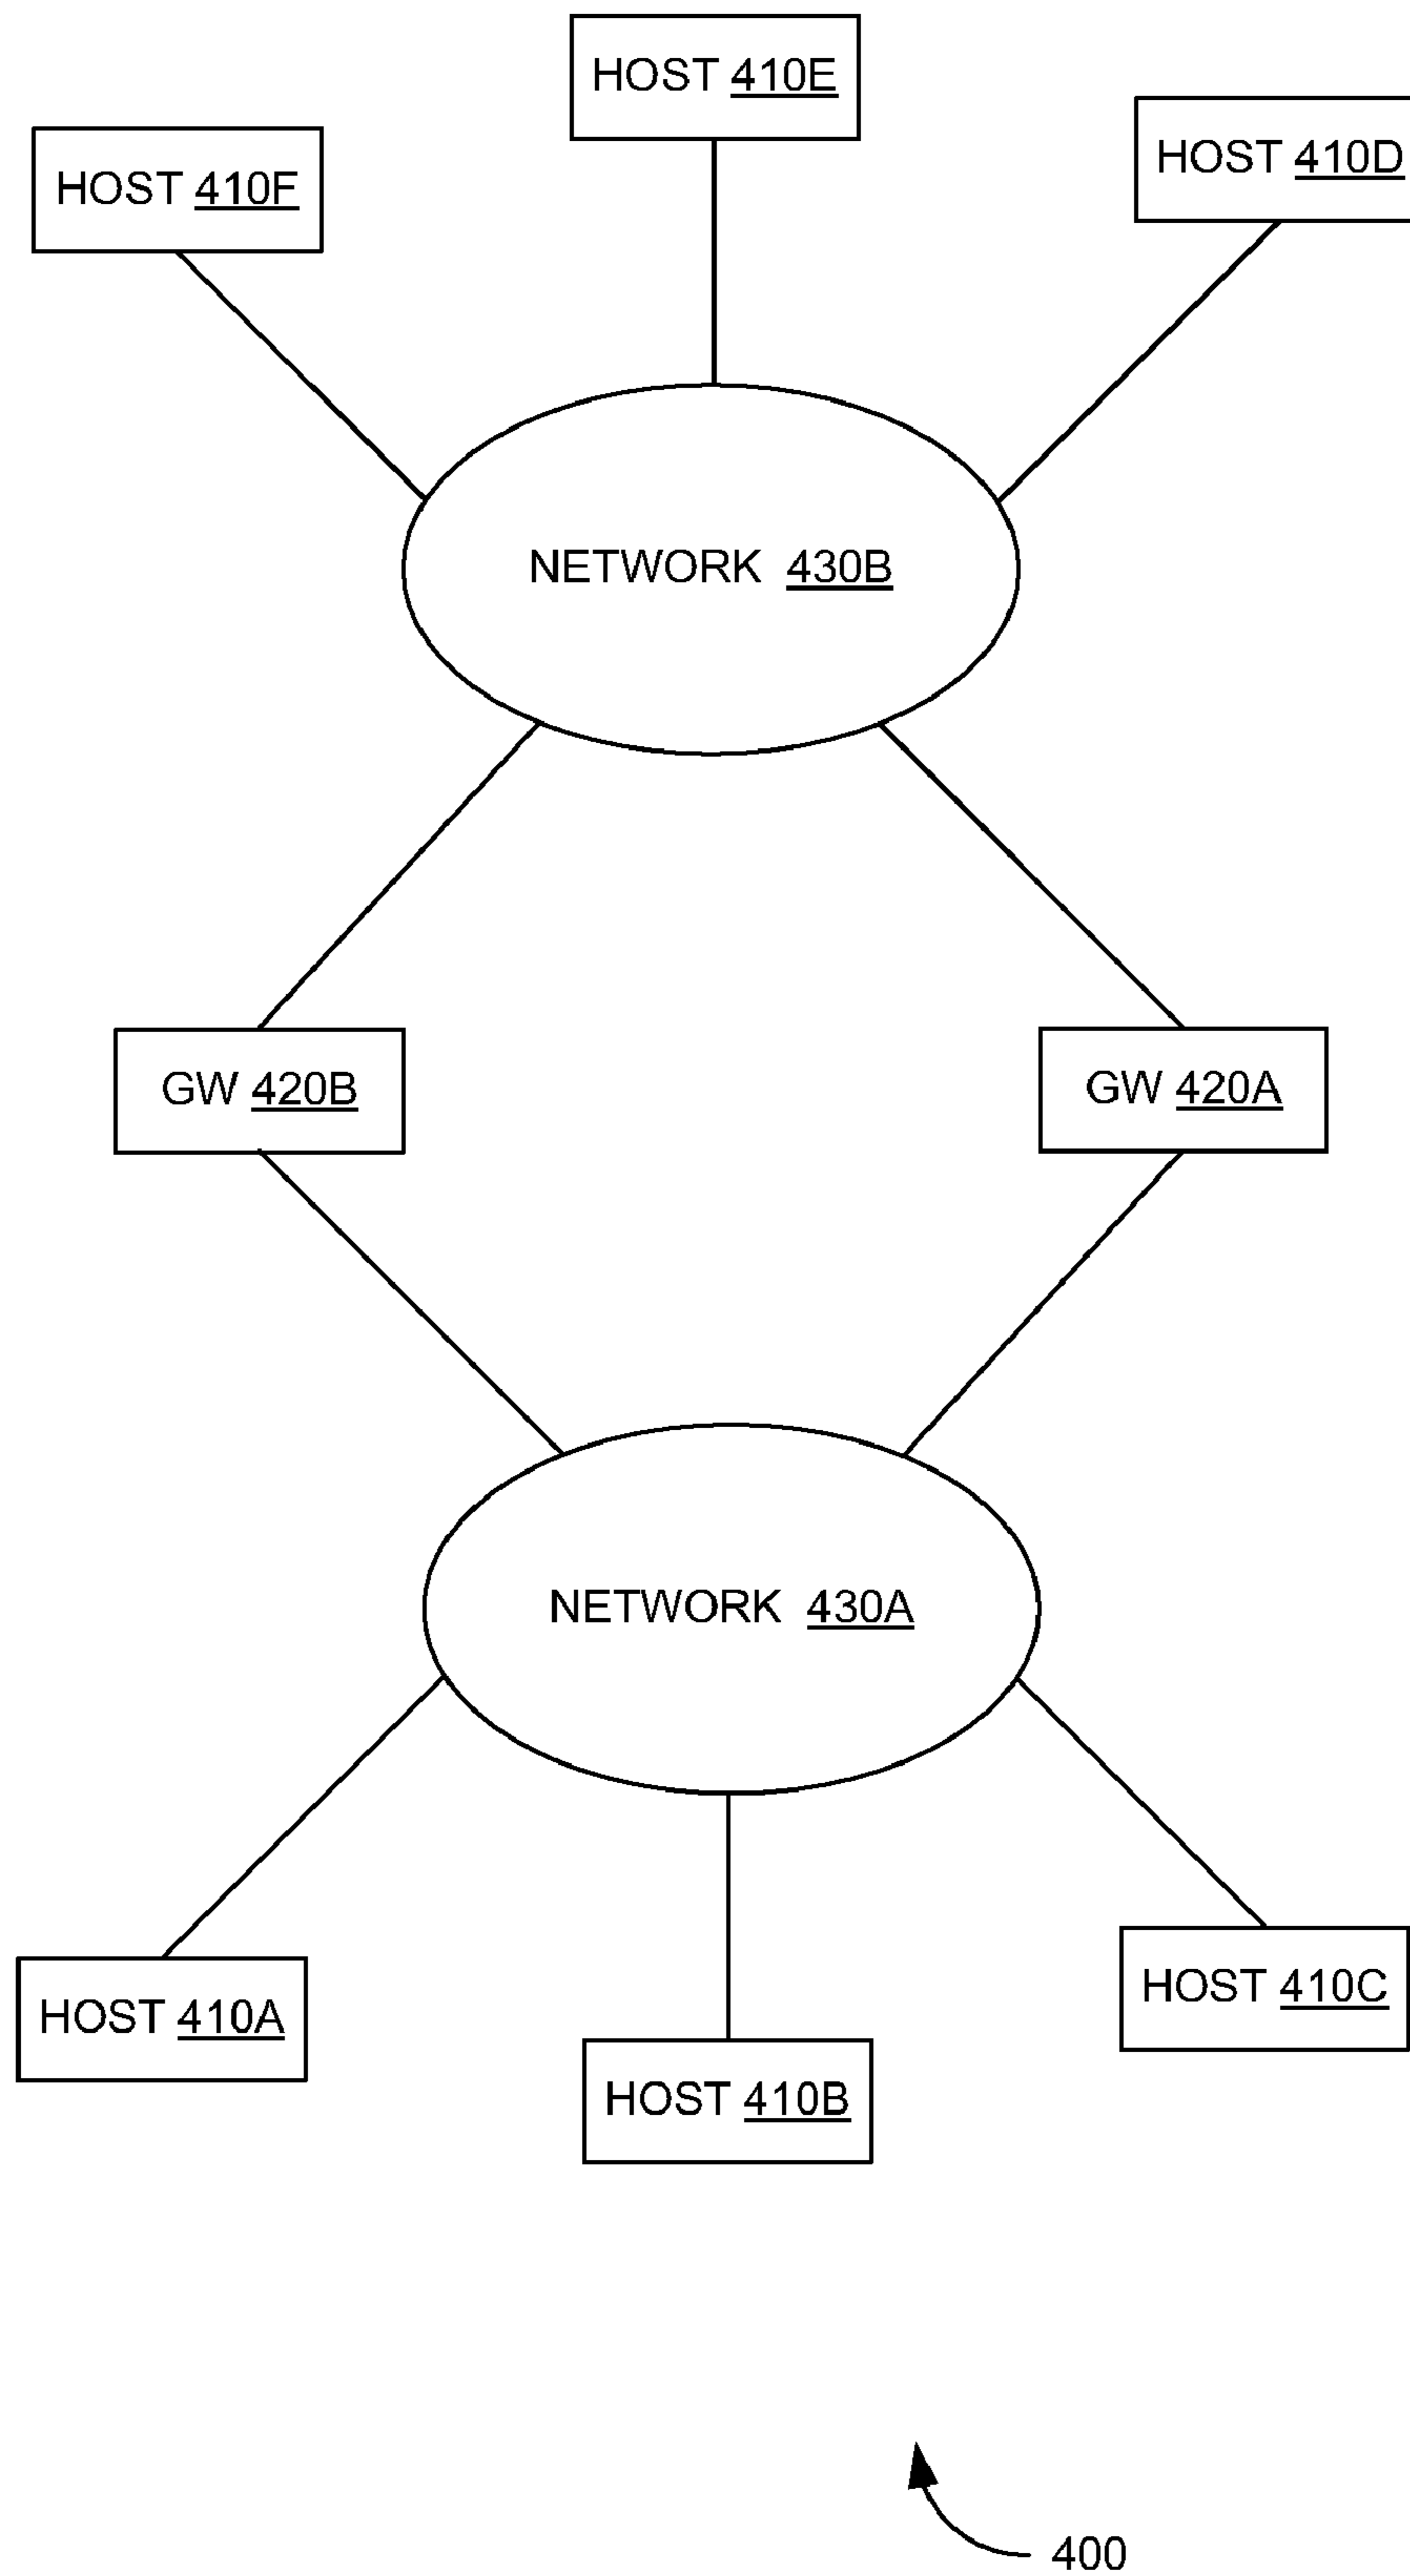 HOST 410E
HOST 410D
HOST 410F
NETWORK 430B
GW 420B
GW 420A
NETWORK 430A
HOST 410A
HOST 410C
HOST 410B
400